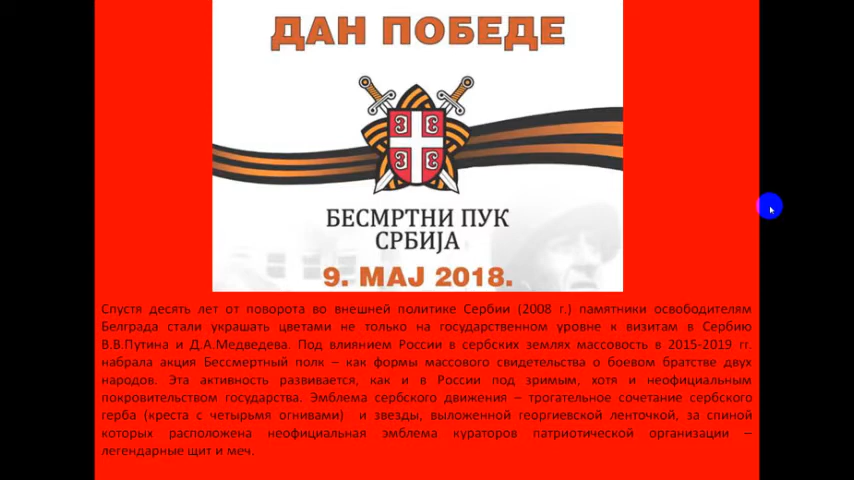 ДАН ПОБЕДЕ
БЕСМРТНИ ПУК
СРБИЈА
9. МАЈ 2018.
Спустя десять лет от поворота во внешней политике Сербии (2008 г.) памятники освободителям
Белграда стали украшать цветами не только на государственном уровне к визитам в Сербию
В.В.Путина и Д.А.Медведева. Под влиянием России в сербских землях массовость в 2015-2019 гг.
набрала акция Бессмертный полк – как формы массового свидетельства о боевом братстве двух
народов. Эта активность развивается, как и в России под зримым, хотя и неофициальным
покровительством государства. Эмблема сербского движения – трогательное сочетание сербского
герба (креста с четырьмя огнивами) и звезды, выложенной георгиевской ленточкой, за спиной
которых расположена неофициальная эмблема кураторов патриотической организации –
легендарные щит и меч.